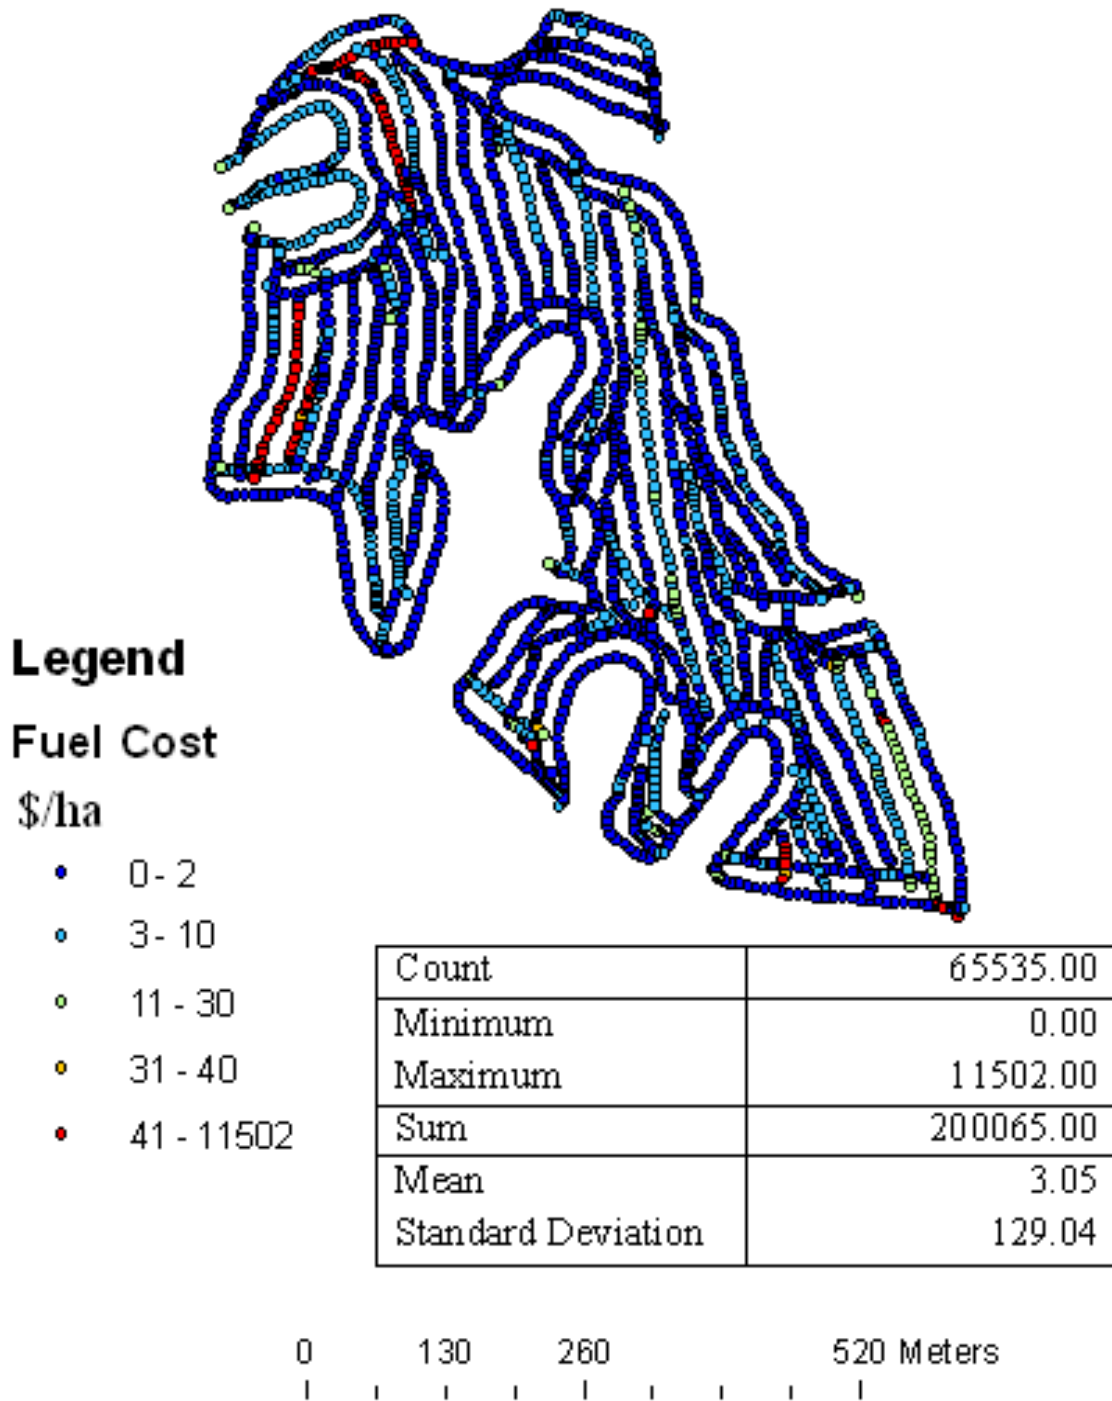 Legend
Fuel Cost
$/ha
0 - 2
3 - 10
11 - 30
31 - 40
41 - 11502
Count 65535.00
Minimum 0.00
Maximum 11502.00
Sum 200065.00
Mean 3.05
Standard Deviation 129.04
0 130 260 520 Meters